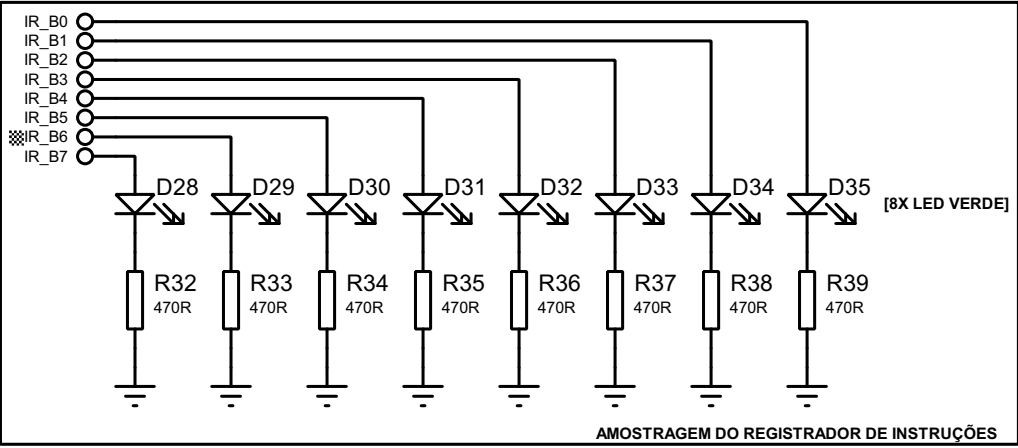 IR_B0
IR_B1
IR_B2
IR_B3
IR_B4
IR_B5
IR_B6
IR_B7
D28 D29 D30 D31 D32 D33 D34 D35
[8X LED VERDE]
R32 R33 R34 R35 R36 R37 R38 R39
470R 470R 470R 470R 470R 470R 470R 470R
AMOSTRAGEM DO REGISTRADOR DE INSTRUÇÕES